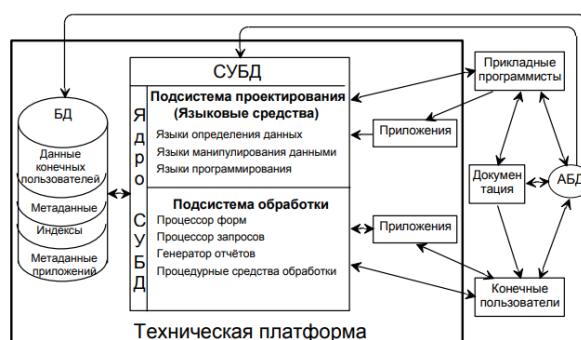 СУБД
БД
Данные
конечных
пользователей
Метаданные
Индексы
Метаданные
приложений
Ядро СУБД
Подсистема проектирования
(Языковые средства)
Языки определения данных
Языки манипулирования данными
Языки программирования
Подсистема обработки
Процессор форм
Процессор запросов
Генератор отчётов
Процедурные средства обработки
Приложения
Приложения
Прикладные
программисты
Докумен
тация
АБД
Конечные
пользователи
Техническая платформа